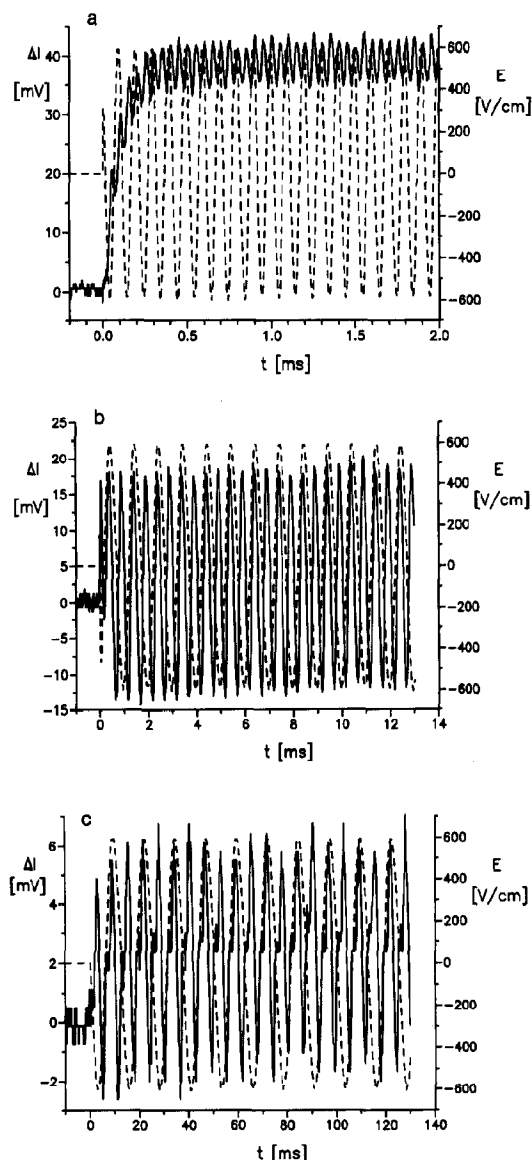 a
ΔI
[mV]
40
30
20
10
0
600
400
200
0
−200
−400
−600
E
[V/cm]
0.0 0.5 1.0 1.5 2.0
t [ms]
b
ΔI
[mV]
25
20
15
10
5
0
−5
−10
−15
600
400
200
0
−200
−400
−600
E
[V/cm]
0 2 4 6 8 10 12 14
t [ms]
c
ΔI
[mV]
6
4
2
0
−2
600
400
200
0
−200
−400
−600
E
[V/cm]
0 20 40 60 80 100 120 140
t [ms]